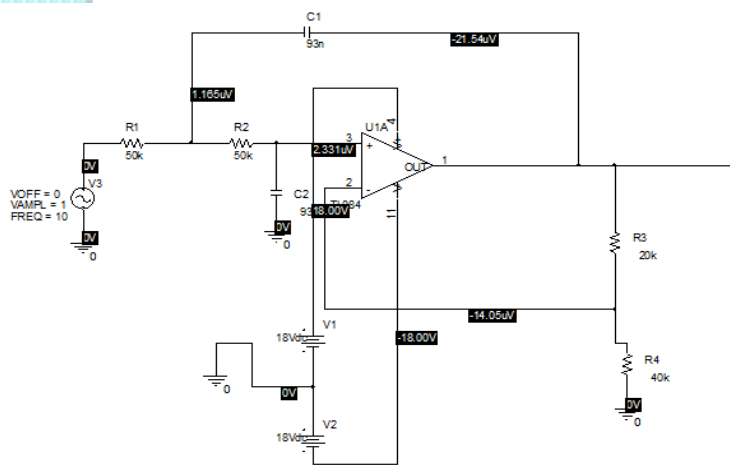 C1
93n
-21.54uV
1.165uV
R1
50k
R2
50k
U1A
4
3
+
2.331uV
OUT
1
2
-
11
0V
V3
VOFF = 0
VAMPL = 1
FREQ = 10
0V
0
C2
18.00V
0V
0
R3
20k
-14.05uV
V1
18Vdc
-18.00V
0
0V
R4
40k
0V
0
V2
18Vdc